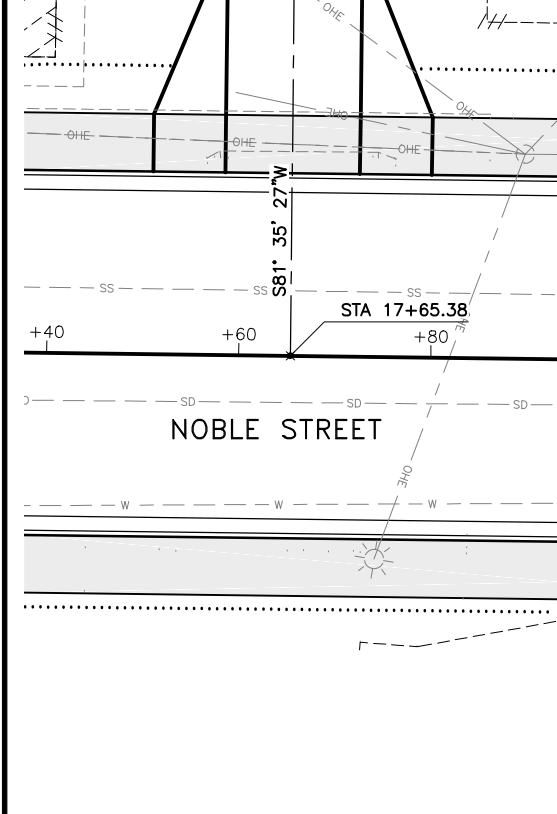 OHE
OHE
OHE
OHE
OHE
OHE
S81° 35' 27"W
SS
SS
SS
STA 17+65.38
OHE
+40
+60
+80
SD
SD
SD
NOBLE STREET
OHE
W
W
W